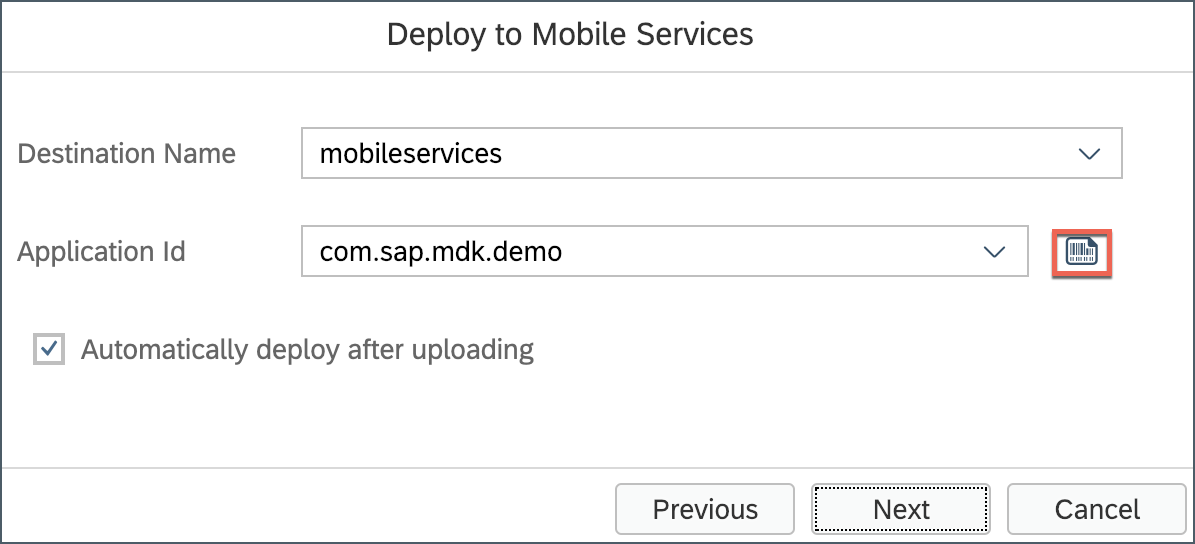 Deploy to Mobile Services
Destination Name mobileservices
Application Id com.sap.mdk.demo
Automatically deploy after uploading
Previous Next Cancel